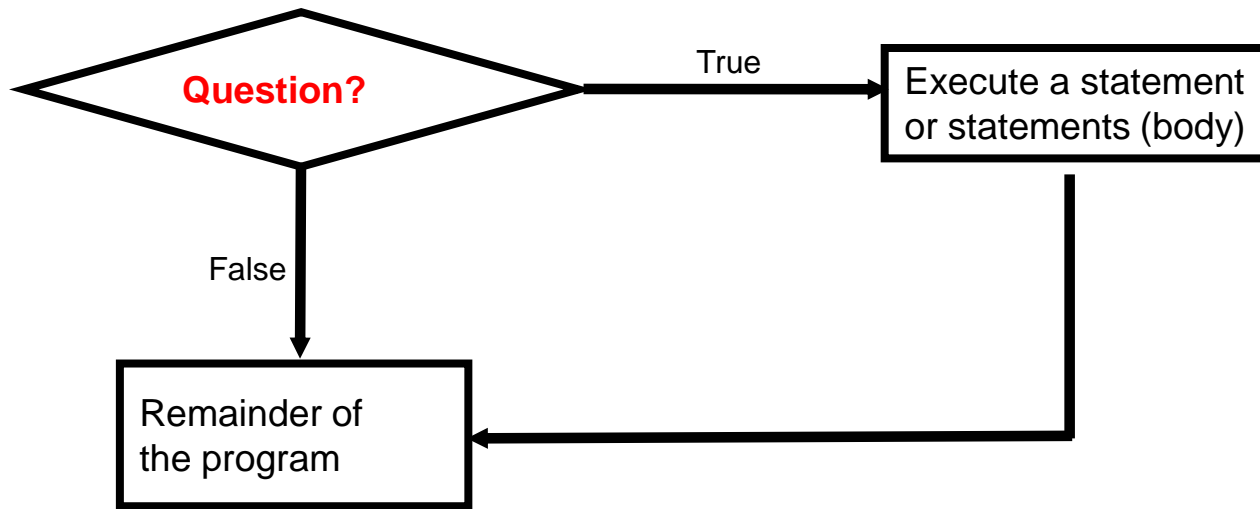 Question?
True
Execute a statement
or statements (body)
False
Remainder of
the program